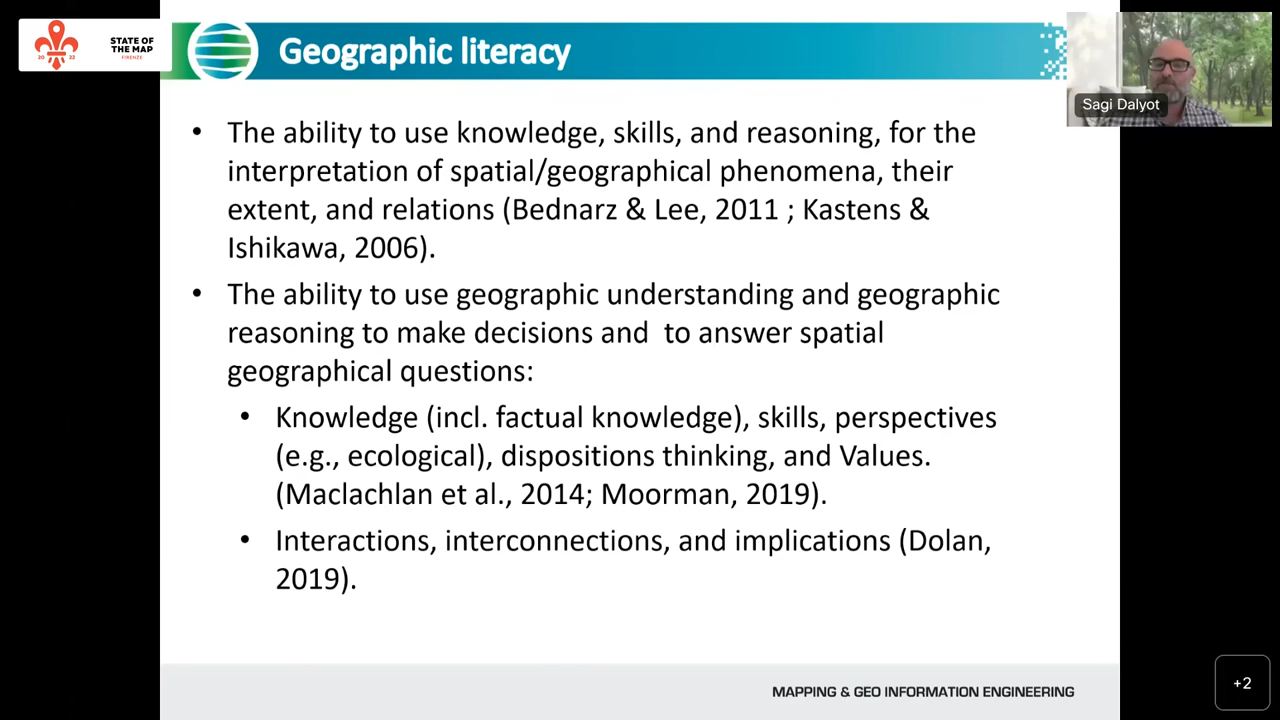 STATE OF
THE MAP
FIRENZE
20 22
Geographic literacy
Sagi Dalyot
• The ability to use knowledge, skills, and reasoning, for the
interpretation of spatial/geographical phenomena, their
extent, and relations (Bednarz & Lee, 2011 ; Kastens &
Ishikawa, 2006).
• The ability to use geographic understanding and geographic
reasoning to make decisions and  to answer spatial
geographical questions:
• Knowledge (incl. factual knowledge), skills, perspectives
(e.g., ecological), dispositions thinking, and Values.
(Maclachlan et al., 2014; Moorman, 2019).
• Interactions, interconnections, and implications (Dolan,
2019).
MAPPING & GEO INFORMATION ENGINEERING
+2